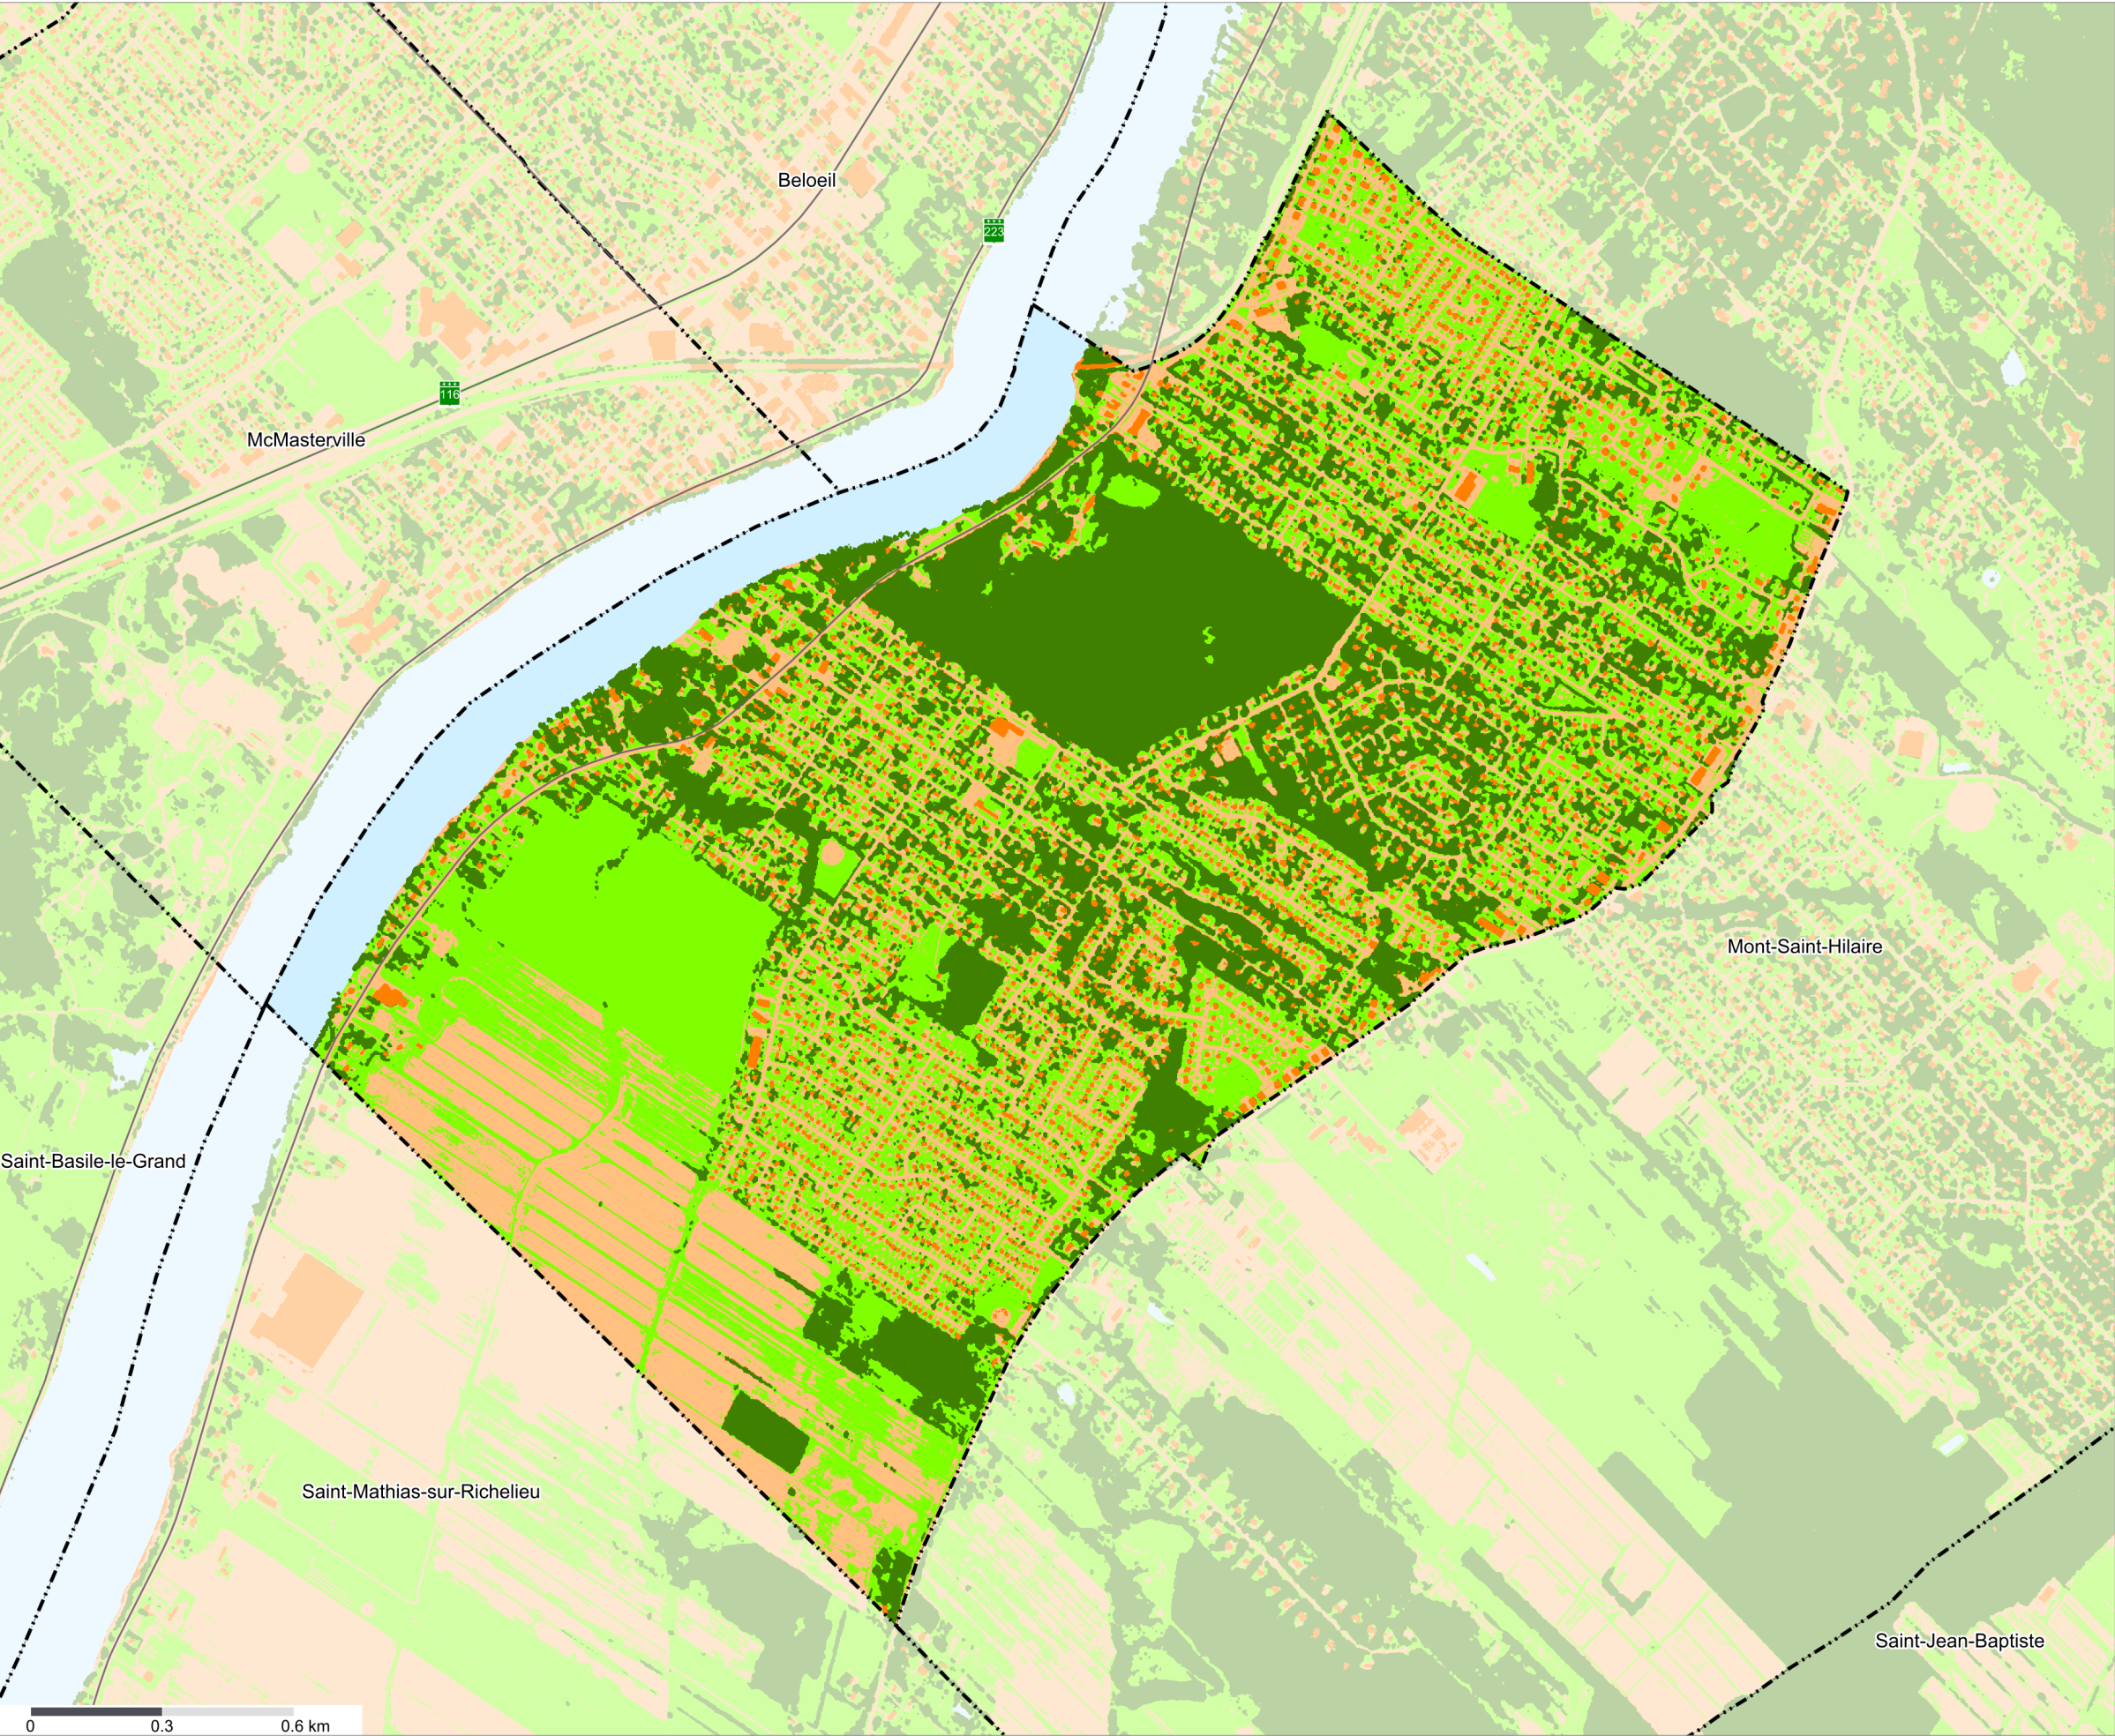 Beloeil
223
116
McMasterville
Mont-Saint-Hilaire
Saint-Basile-le-Grand
Saint-Mathias-sur-Richelieu
Saint-Jean-Baptiste
0 0.3 0.6 km